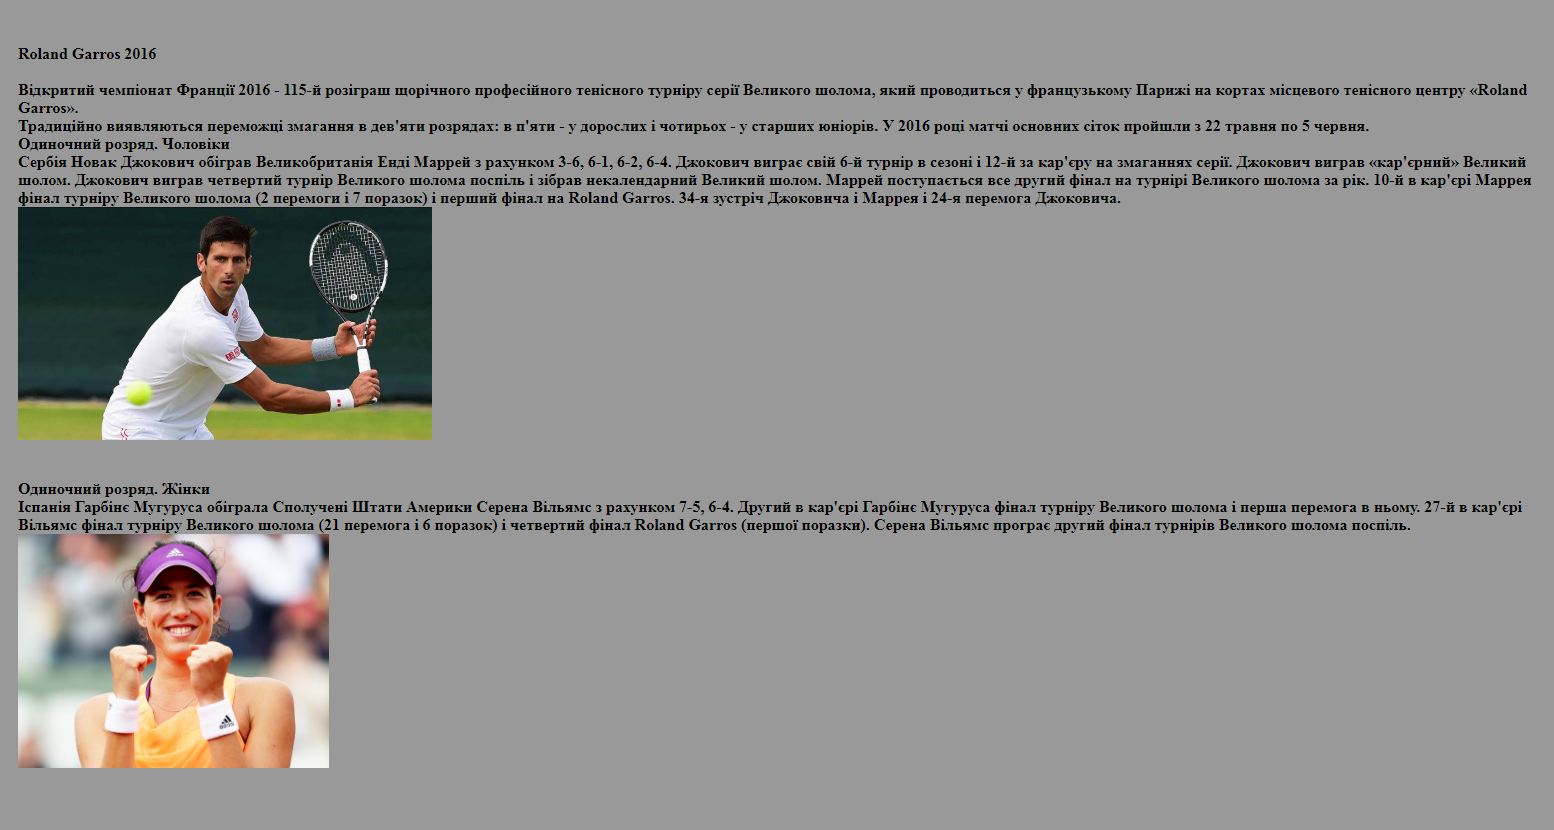 Roland Garros 2016
Відкритий чемпіонат Франції 2016 - 115-й розіграш щорічного професійного тенісного турніру серії Великого шолома, який проводиться у французькому Парижі на кортах місцевого тенісного центру «Roland
Garros».
Традиційно виявляються переможці змагання в дев'яти розрядах: в п'яти - у дорослих і чотирьох - у старших юніорів. У 2016 році матчі основних сіток пройшли з 22 травня по 5 червня.
Одиночний розряд. Чоловіки
Сербія Новак Джокович обіграв Великобританія Енді Маррей з рахунком 3-6, 6-1, 6-2, 6-4. Джокович виграє свій 6-й турнір в сезоні і 12-й за кар'єру на змаганнях серії. Джокович виграв «кар'єрний» Великий
шолом. Джокович виграв четвертий турнір Великого шолома поспіль і зібрав некалендарний Великий шолом. Маррей поступається все другий фінал на турнірі Великого шолома за рік. 10-й в кар'єрі Маррея
фінал турніру Великого шолома (2 перемоги і 7 поразок) і перший фінал на Roland Garros. 34-я зустріч Джоковича і Маррея і 24-я перемога Джоковича.
Одиночний розряд. Жінки
Іспанія Гарбінє Мугуруса обіграла Сполучені Штати Америки Серена Вільямс з рахунком 7-5, 6-4. Другий в кар'єрі Гарбінє Мугуруса фінал турніру Великого шолома і перша перемога в ньому. 27-й в кар'єрі
Вільямс фінал турніру Великого шолома (21 перемога і 6 поразок) і четвертий фінал Roland Garros (першої поразки). Серена Вільямс програє другий фінал турнірів Великого шолома поспіль.